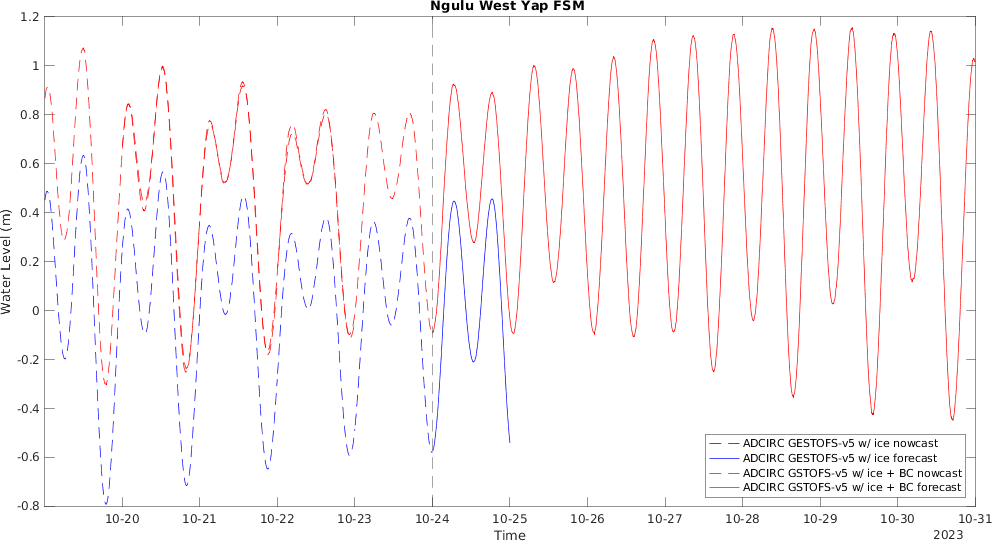 Ngulu West Yap FSM
1.2
1
0.8
0.6
0.4
0.2
0
-0.2
-0.4
-0.6
-0.8
Water Level (m)
ADCIRC GESTOFS-v5 w/ ice nowcast
ADCIRC GESTOFS-v5 w/ ice forecast
ADCIRC GSTOFS-v5 w/ ice + BC nowcast
ADCIRC GSTOFS-v5 w/ ice + BC forecast
10-20 10-21 10-22 10-23 10-24 10-25 10-26 10-27 10-28 10-29 10-30 10-31
Time
2023